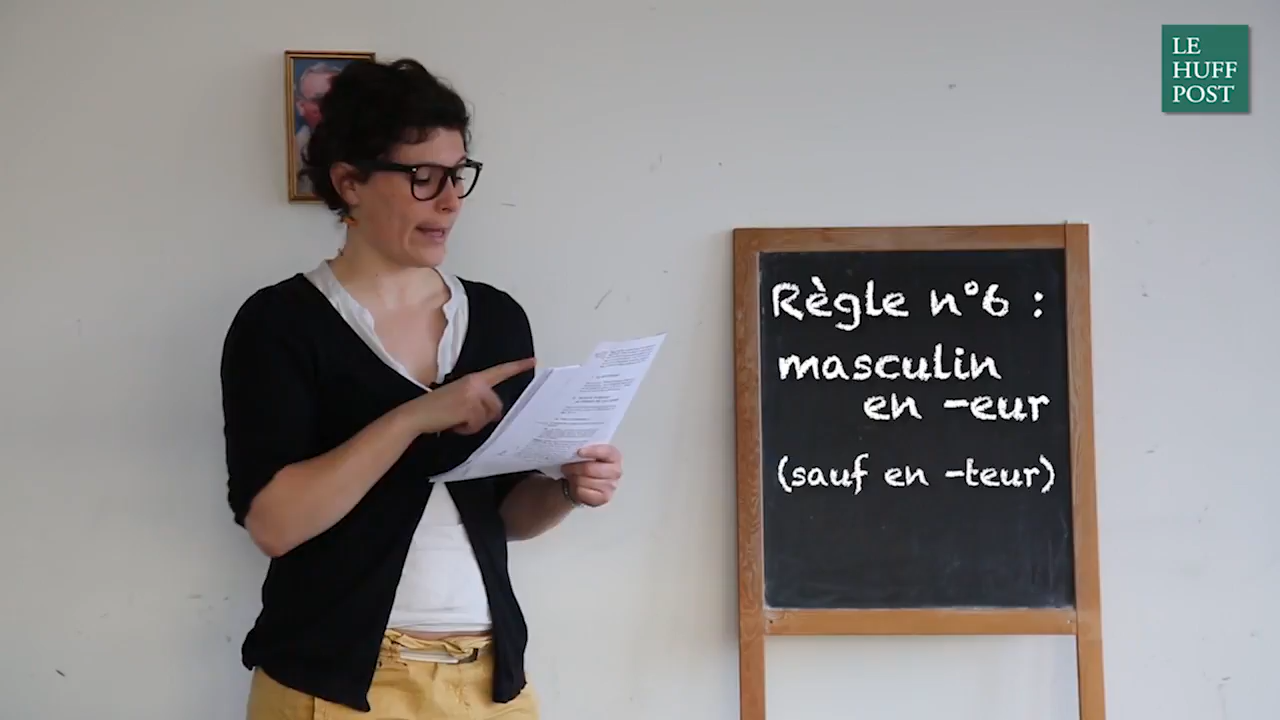 LE
HUFF
POST
Règle n°6 :
masculin
en -eur
(sauf en -teur)